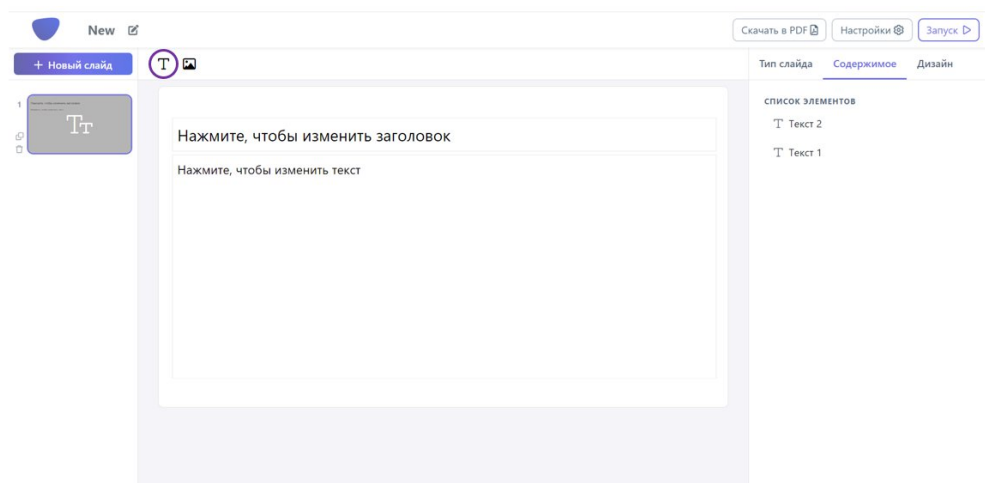 New
Скачать в PDF
Настройки
Запуск
+ Новый слайд
T
Тип слайда
Содержимое
Дизайн
1
Тт
Нажмите, чтобы изменить заголовок
Нажмите, чтобы изменить текст
СПИСОК ЭЛЕМЕНТОВ
T Текст 2
T Текст 1